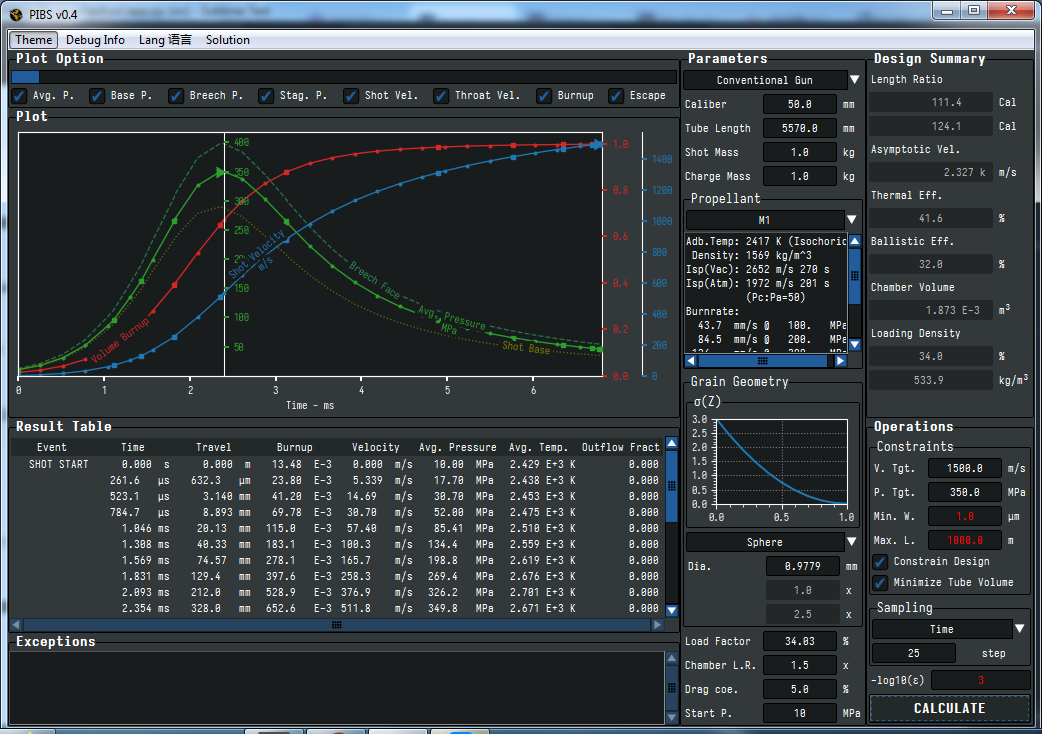 PIBS v0.4
Theme Debug Info Lang 语言 Solution
Plot Option
Avg. P. Base P. Breech P. Stag. P. Shot Vel. Throat Vel. Burnup Escape
Plot
400
350
300
250
150
100
50
1.0
0.8
0.6
0.4
0.2
0.0
1400
1200
1000
800
600
400
200
0
Shot Velocity
m/s
Breech Face
Avg. Pressure
MPa
Shot Base
Volume Burnup
0 1 2 3 4 5 6
Time - ms
Result Table
Event Time Travel Burnup Velocity Avg. Pressure Avg. Temp. Outflow Fract
SHOT START 0.000 s 0.000 m 13.48 E-3 0.000 m/s 10.00 MPa 2.429 E+3 K 0.000
261.6 µs 632.3 µm 23.80 E-3 5.339 m/s 17.70 MPa 2.438 E+3 K 0.000
523.1 µs 3.140 mm 41.20 E-3 14.69 m/s 30.70 MPa 2.453 E+3 K 0.000
784.7 µs 8.893 mm 69.78 E-3 30.70 m/s 52.00 MPa 2.475 E+3 K 0.000
1.046 ms 20.13 mm 115.0 E-3 57.40 m/s 85.41 MPa 2.510 E+3 K 0.000
1.308 ms 40.33 mm 183.1 E-3 100.3 m/s 134.4 MPa 2.559 E+3 K 0.000
1.569 ms 74.57 mm 278.1 E-3 165.7 m/s 198.8 MPa 2.619 E+3 K 0.000
1.831 ms 129.4 mm 397.6 E-3 258.3 m/s 269.4 MPa 2.676 E+3 K 0.000
2.093 ms 212.0 mm 528.9 E-3 376.9 m/s 326.2 MPa 2.701 E+3 K 0.000
2.354 ms 328.0 mm 652.6 E-3 511.8 m/s 349.8 MPa 2.671 E+3 K 0.000
Exceptions
Parameters
Conventional Gun
Caliber 50.0 mm
Tube Length 5570.0 mm
Shot Mass 1.0 kg
Charge Mass 1.0 kg
Propellant
M1
Adb.Temp: 2417 K (Isochoric
Density: 1569 kg/m^3
Isp(Vac): 2652 m/s 270 s
Isp(Atm): 1972 m/s 201 s
(Pc:Pa=50)
Burnrate:
43.7 mm/s @ 100. MPa
84.5 mm/s @ 200. MPa
Grain Geometry
σ(Z)
3.0
2.5
2.0
1.5
1.0
0.5
0.0
0.0 0.5 1.0
Sphere
Dia. 0.9779 mm
1.0 x
2.5 x
Load Factor 34.03 %
Chamber L.R. 1.5 x
Drag coe. 5.0 %
Start P. 10 MPa
Design Summary
Length Ratio
111.4 Cal
124.1 Cal
Asymptotic Vel.
2.327 k m/s
Thermal Eff.
41.6 %
Ballistic Eff.
32.0 %
Chamber Volume
1.873 E-3 m³
Loading Density
34.0 %
533.9 kg/m³
Operations
Constraints
V. Tgt. 1500.0 m/s
P. Tgt. 350.0 MPa
Min. W. 1.0 µm
Max. L. 1000.0 m
Constrain Design
Minimize Tube Volume
Sampling
Time
25 step
-log10(ε) 3
CALCULATE